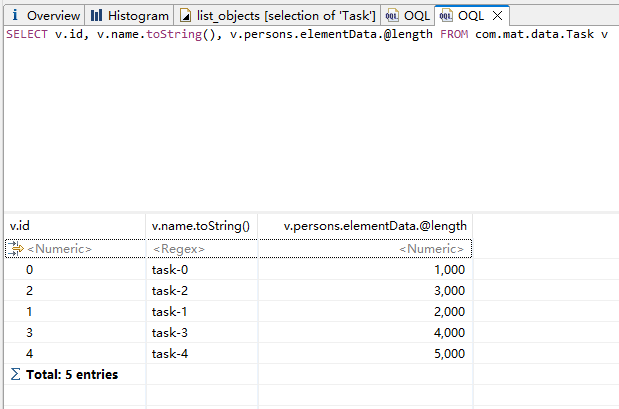 i Overview Histogram list_objects [selection of 'Task'] OQL OQL
SELECT v.id, v.name.toString(), v.persons.elementData.@length FROM com.mat.data.Task v
v.id v.name.toString() v.persons.elementData.@length
<Numeric> <Regex> <Numeric>
0 task-0 1,000
2 task-2 3,000
1 task-1 2,000
3 task-3 4,000
4 task-4 5,000
Σ Total: 5 entries